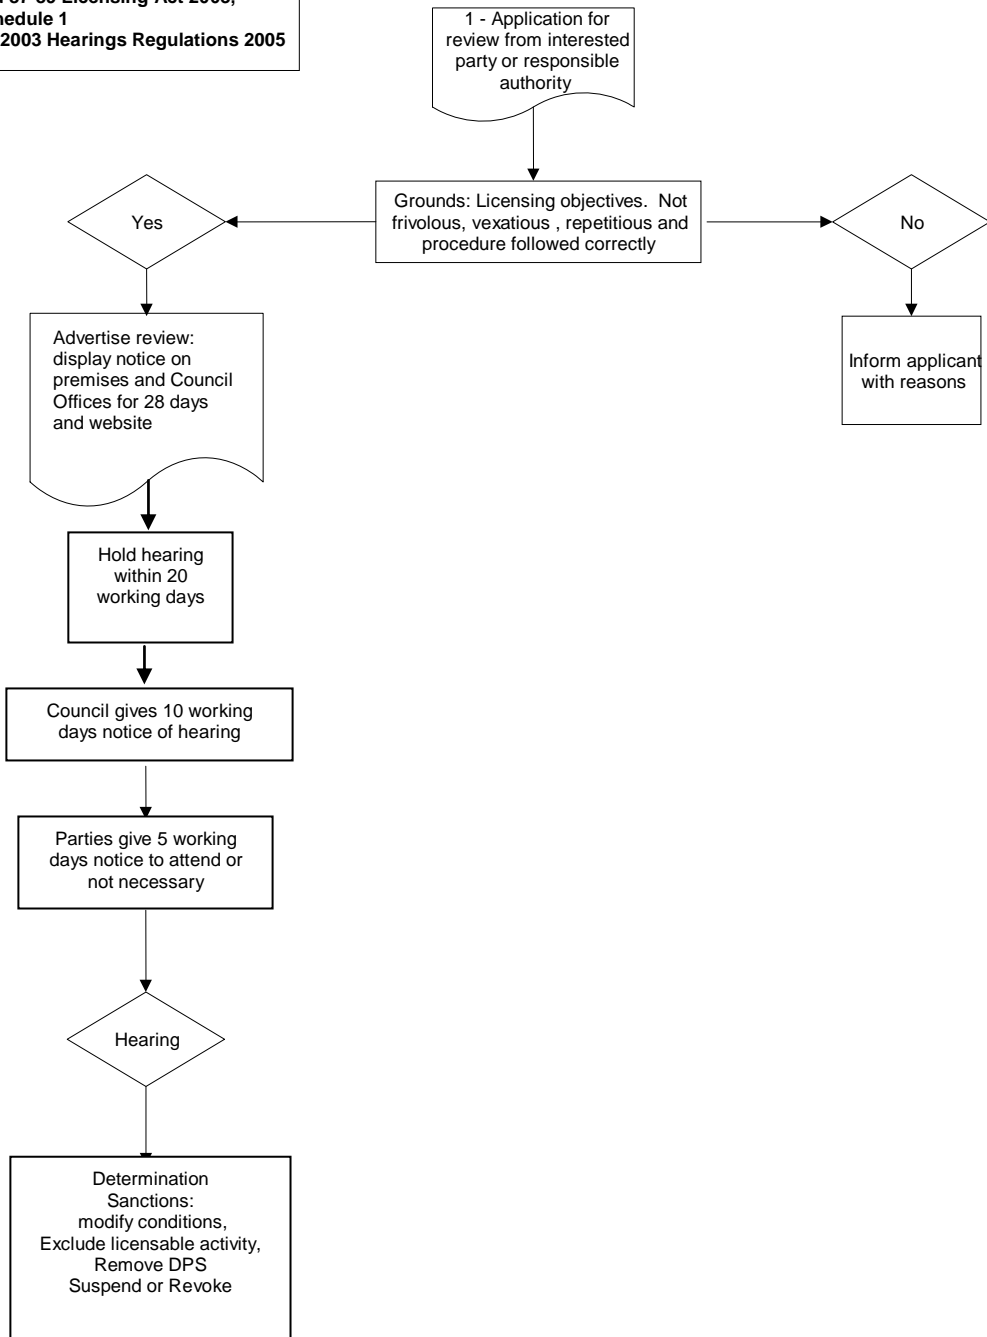 Licensing Act 2003,
hedule 1
2003 Hearings Regulations 2005
1 - Application for
review from interested
party or responsible
authority
Yes
Grounds: Licensing objectives. Not
frivolous, vexatious , repetitious and
procedure followed correctly
No
Advertise review:
display notice on
premises and Council
Offices for 28 days
and website
Inform applicant
with reasons
Hold hearing
within 20
working days
Council gives 10 working
days notice of hearing
Parties give 5 working
days notice to attend or
not necessary
Hearing
Determination
Sanctions:
modify conditions,
Exclude licensable activity,
Remove DPS
Suspend or Revoke